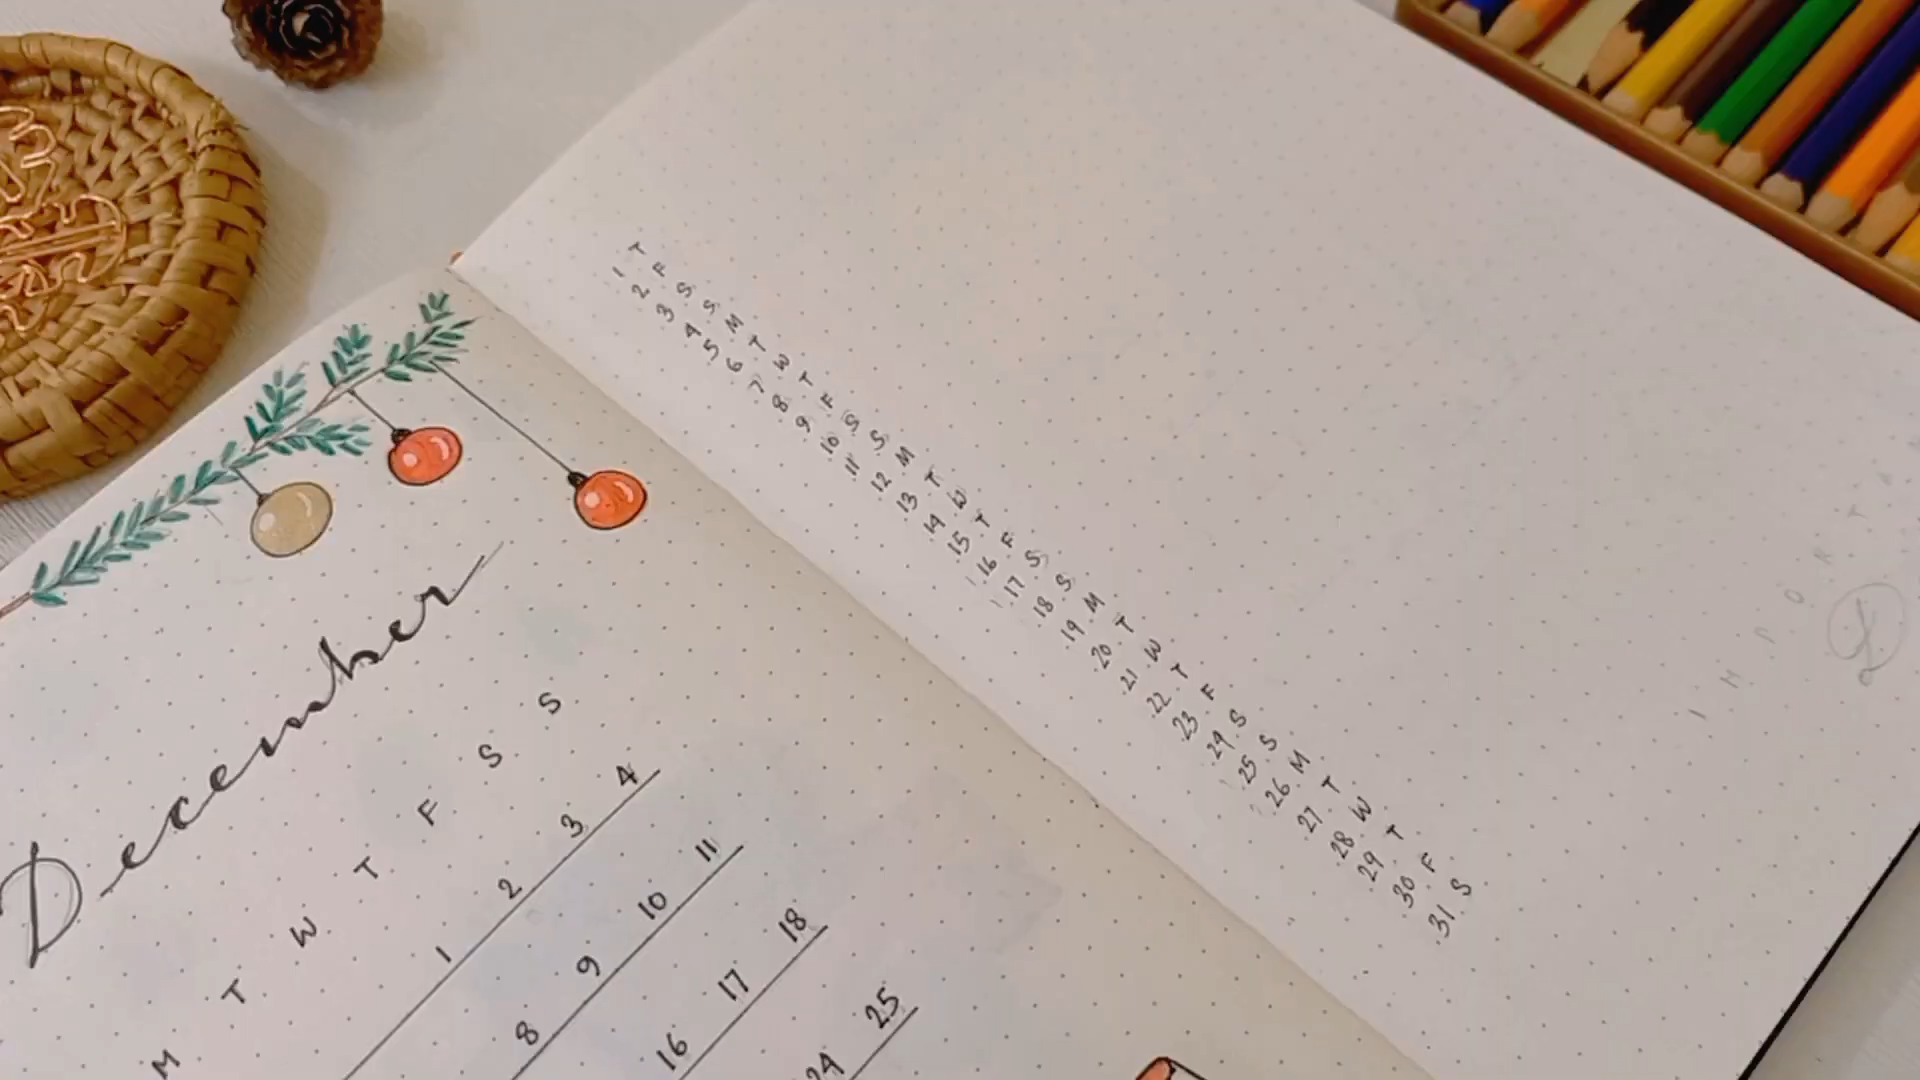 December
M T W T F S S
1 2 3 4
8 9 10 11
16 17 18
24 25
1 T
2 F
3 S
4 S
5 M
6 T
7 W
8 T
9 F
10 S
11 S
12 M
13 T
14 W
15 T
16 F
17 S
18 S
19 M
20 T
21 W
22 T
23 F
24 S
25 S
26 M
27 T
28 W
29 T
30 F
31 S
I M P O R T A